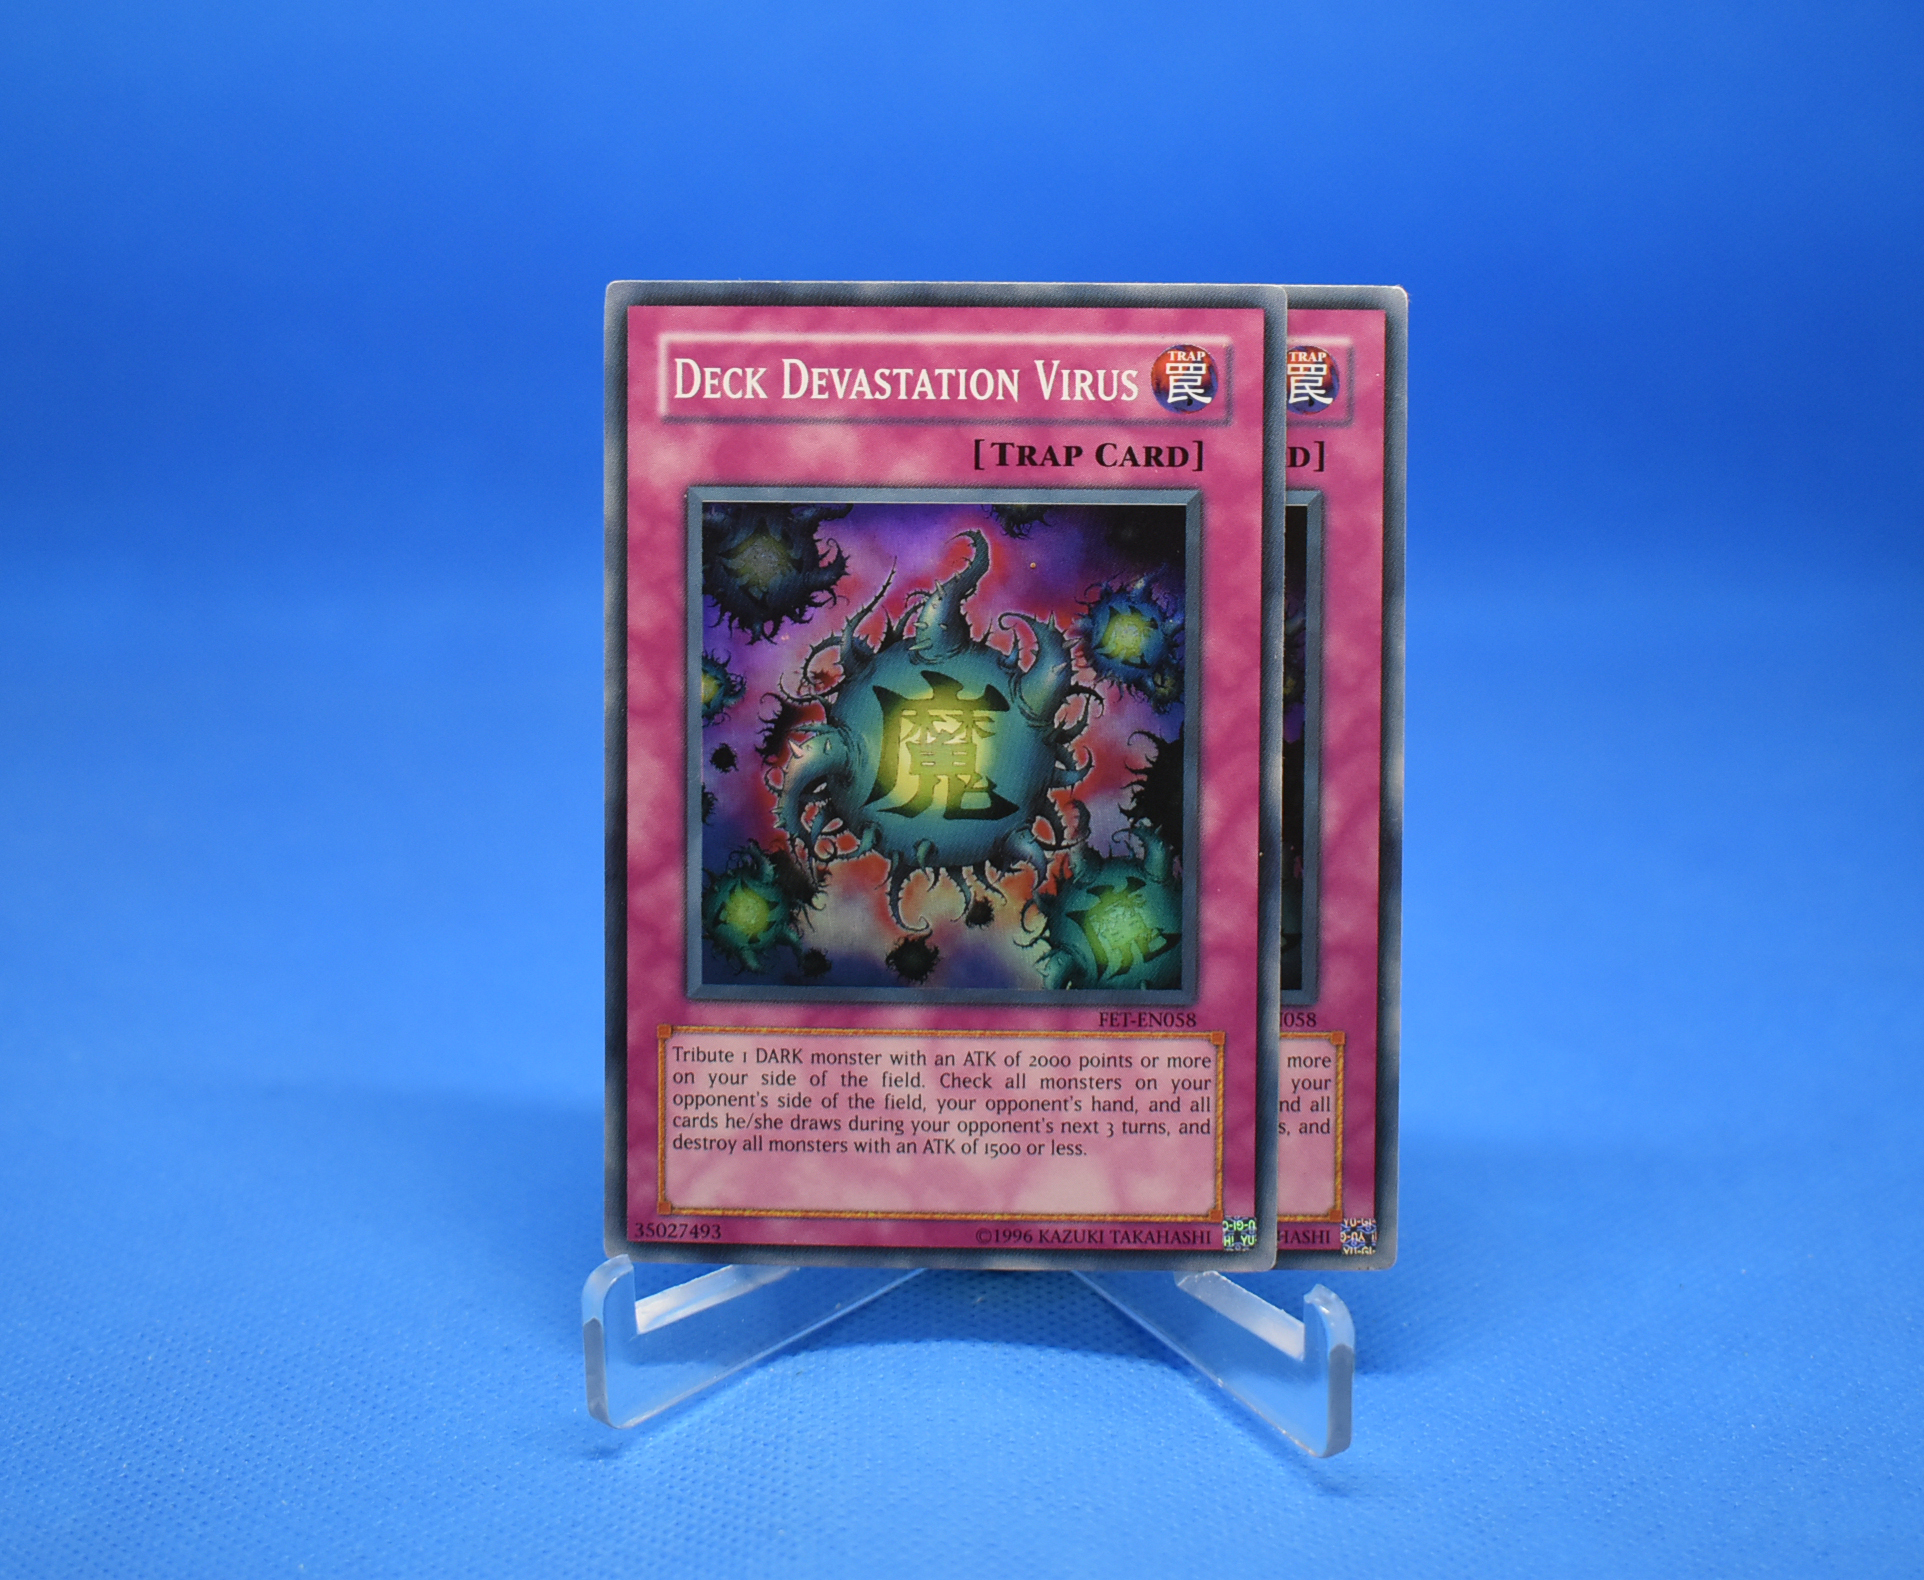 DECK DEVASTATION VIRUS
TRAP
罠
TRAP
罠
[TRAP CARD]
D]
魔
FET-EN058
058
Tribute 1 DARK monster with an ATK of 2000 points or more
on your side of the field. Check all monsters on your
opponent's side of the field, your opponent's hand, and all
cards he/she draws during your opponent's next 3 turns, and
destroy all monsters with an ATK of 1500 or less.
more
your
nd all
s, and
35027493
©1996 KAZUKI TAKAHASHI
HASHI